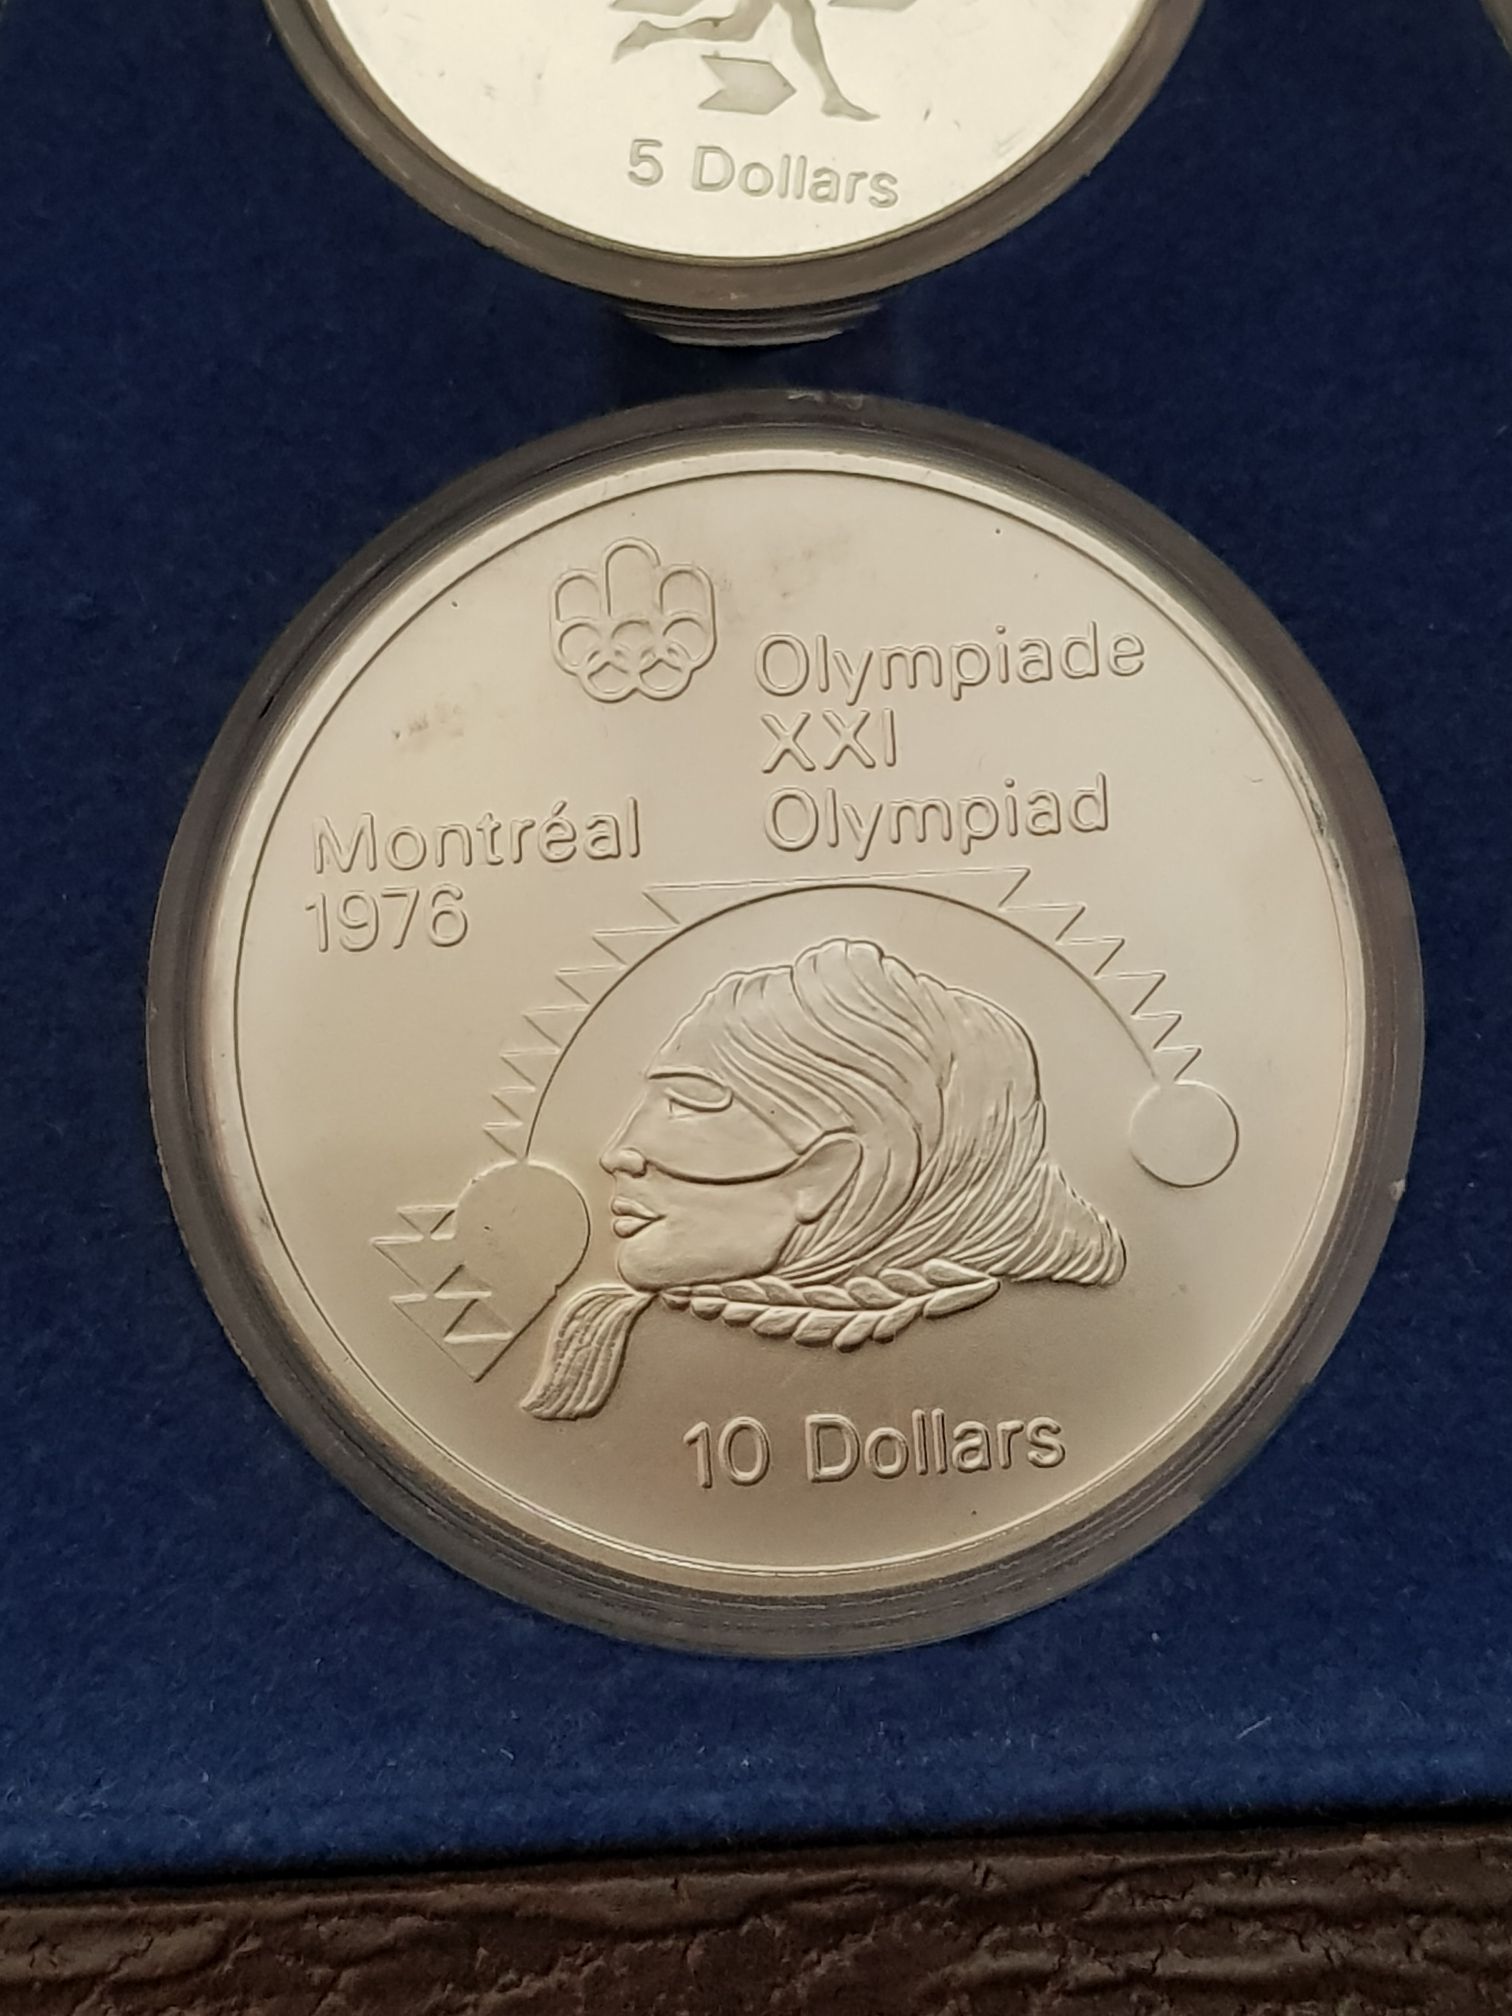 5 Dollars
Olympiade
XXI
Olympiad
Montréal
1976
10 Dollars